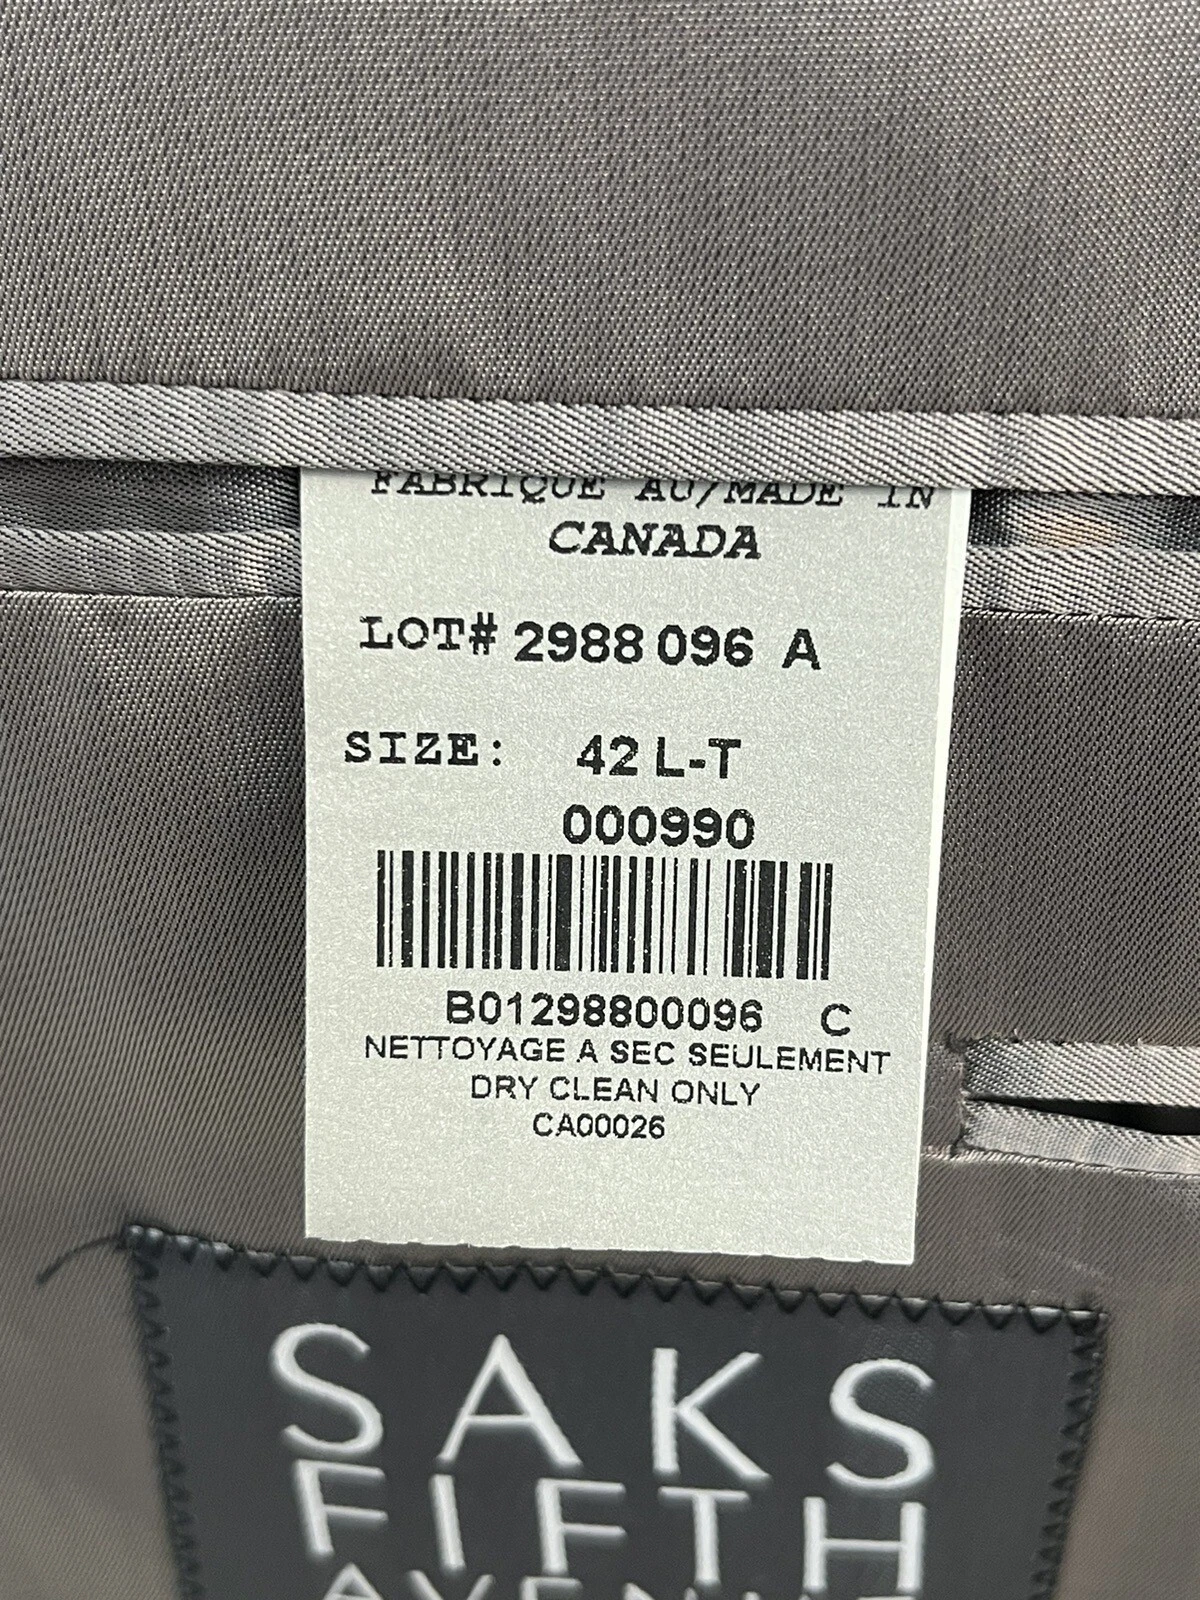 FABRIQUE AU/MADE IN
CANADA
LOT# 2988 096 A
SIZE: 42 L-T
000990
B01298800096 C
NETTOYAGE A SEC SEULEMENT
DRY CLEAN ONLY
CA00026
SAKS
FIFTH
AVENUE